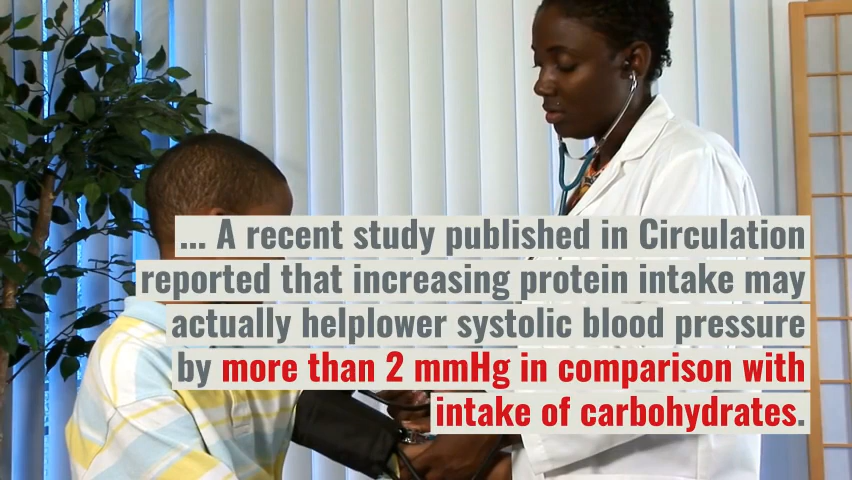 ... A recent study published in Circulation
reported that increasing protein intake may
actually helplower systolic blood pressure
by more than 2 mmHg in comparison with
intake of carbohydrates.